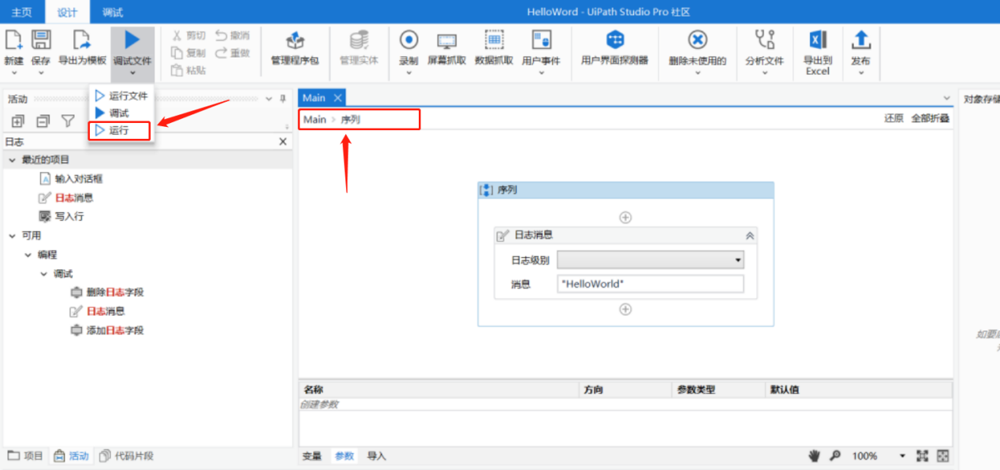 主页 设计 调试 HelloWord - UiPath Studio Pro 社区
新建 保存 导出为模板 调试文件 剪切 撤消 复制 重做 粘贴 管理程序包 管理实体 录制 屏幕抓取 数据抓取 用户事件 用户界面探测器 删除未使用的 分析文件 导出到 Excel 发布
运行文件
调试
运行
活动
日志
最近的项目
输入对话框
日志消息
写入行
可用
编程
调试
删除日志字段
日志消息
添加日志字段
项目 活动 代码片段
Main
Main > 序列 还原 全部折叠
序列
日志消息
日志级别
消息 "HelloWorld"
名称 方向 参数类型 默认值
创建参数
变量 参数 导入 100%
对象存储
如要